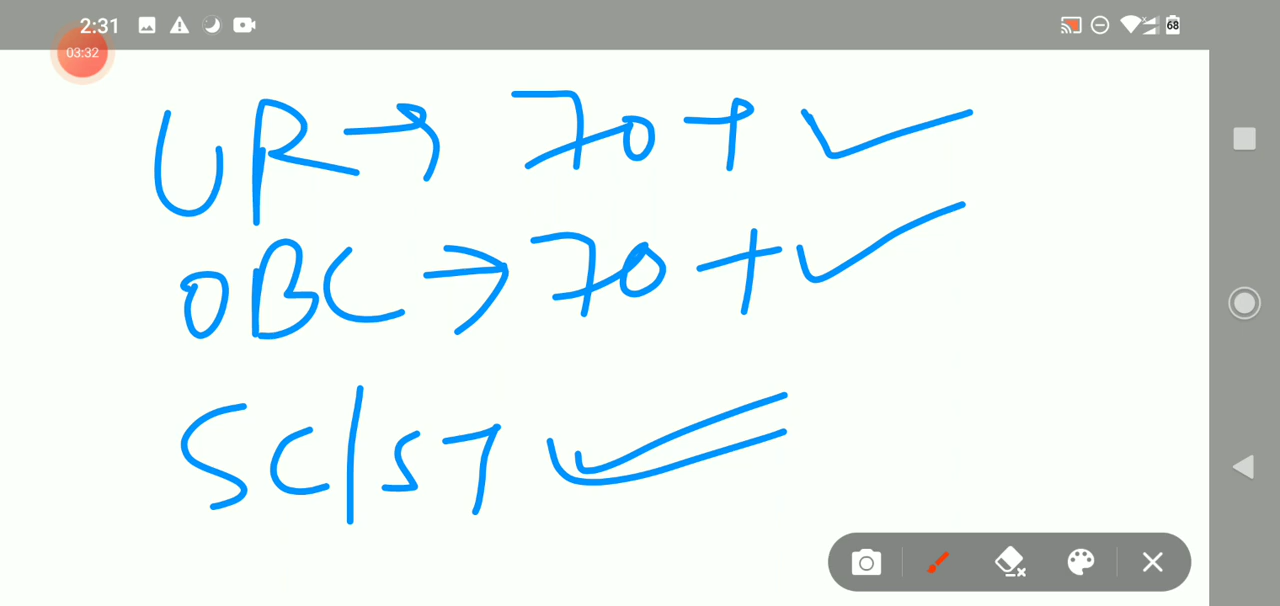 2:31
68
03:32
UR → 70+ ✓
OBC → 70+ ✓
SC/ST ✓